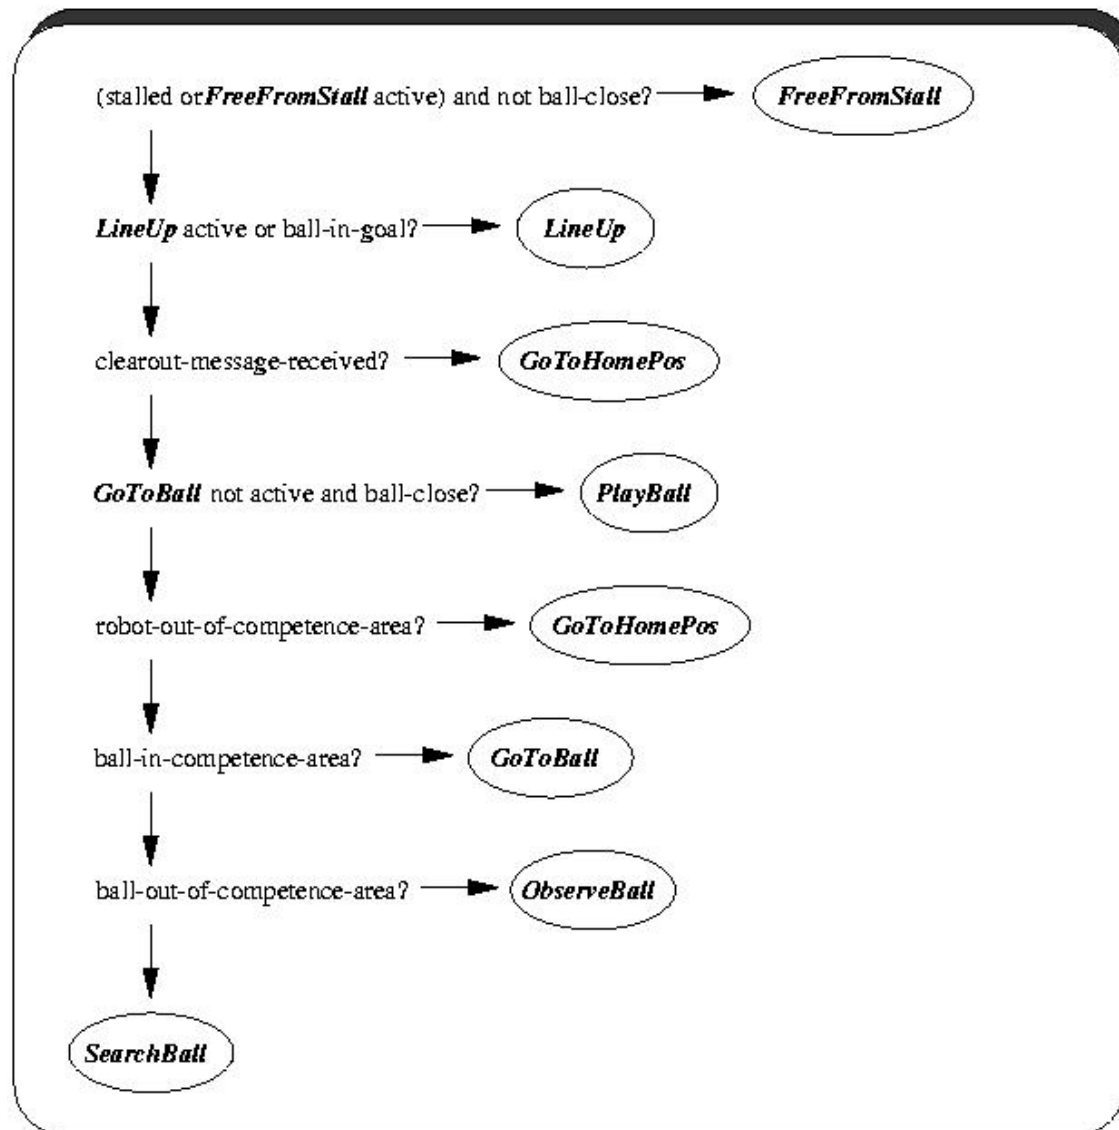 (stalled or FreeFromStall active) and not ball-close? FreeFromStall
LineUp active or ball-in-goal? LineUp
clearout-message-received? GoToHomePos
GoToBall not active and ball-close? PlayBall
robot-out-of-competence-area? GoToHomePos
ball-in-competence-area? GoToBall
ball-out-of-competence-area? ObserveBall
SearchBall